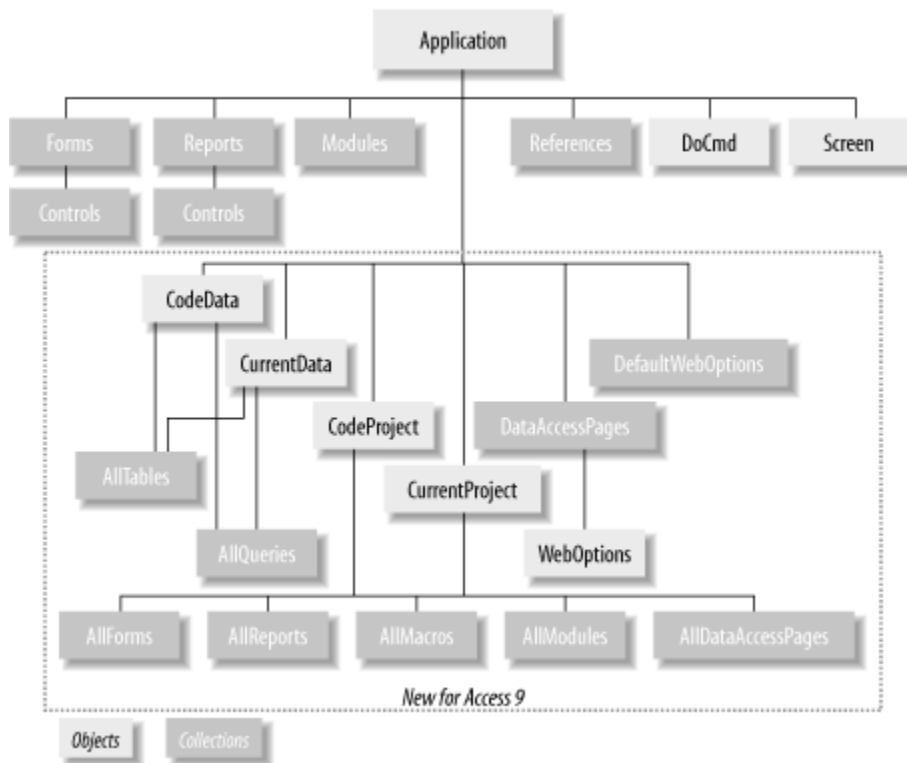 Application
Forms
Reports
Modules
References
DoCmd
Screen
Controls
Controls
CodeData
CurrentData
DefaultWebOptions
CodeProject
DataAccessPages
AllTables
CurrentProject
AllQueries
WebOptions
AllForms
AllReports
AllMacros
AllModules
AllDataAccessPages
New for Access 9
Objects
Collections